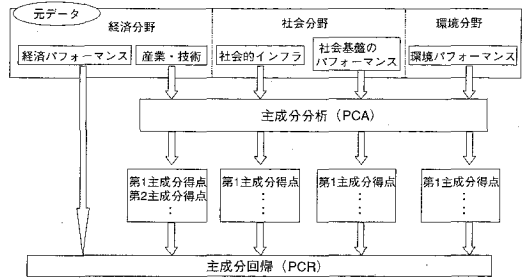 元データ
経済分野
社会分野
環境分野
経済パフォーマンス
産業・技術
社会的インフラ
社会基盤の
パフォーマンス
環境パフォーマンス
主成分分析（PCA）
第1主成分得点
第2主成分得点
⋮
第1主成分得点
⋮
第1主成分得点
⋮
第1主成分得点
⋮
主成分回帰（PCR）